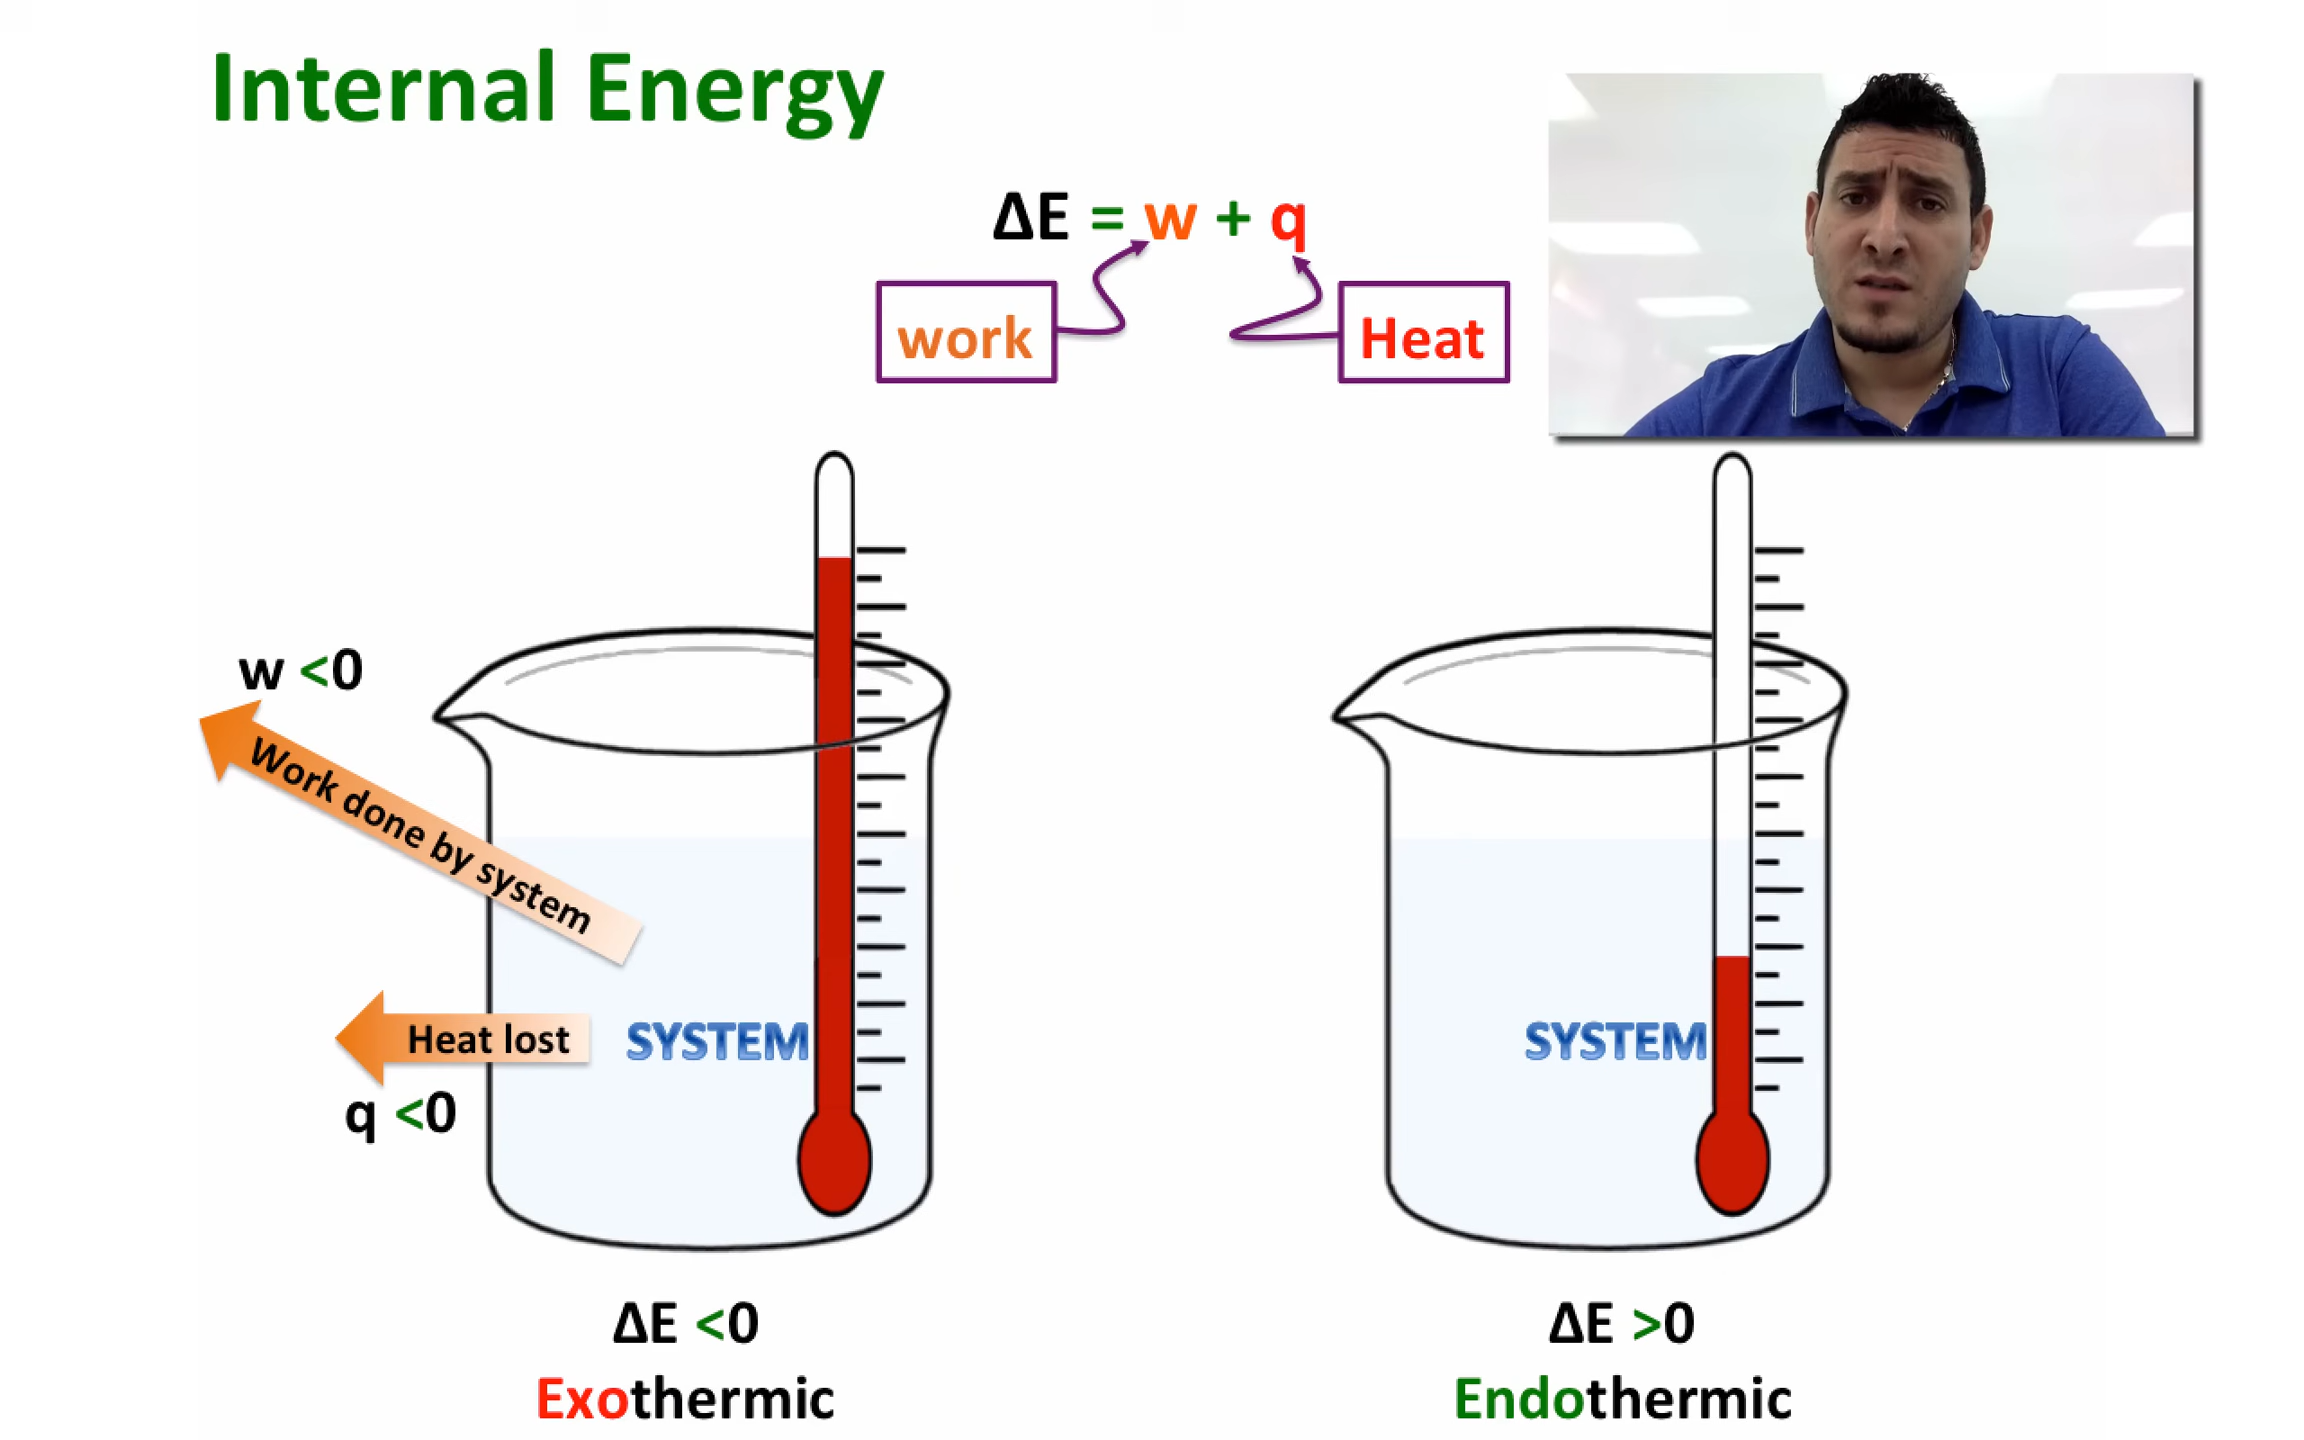 Internal Energy
ΔE = w + q
work
Heat
w <0
Work done by system
Heat lost
q <0
SYSTEM
SYSTEM
ΔE <0
Exothermic
ΔE >0
Endothermic